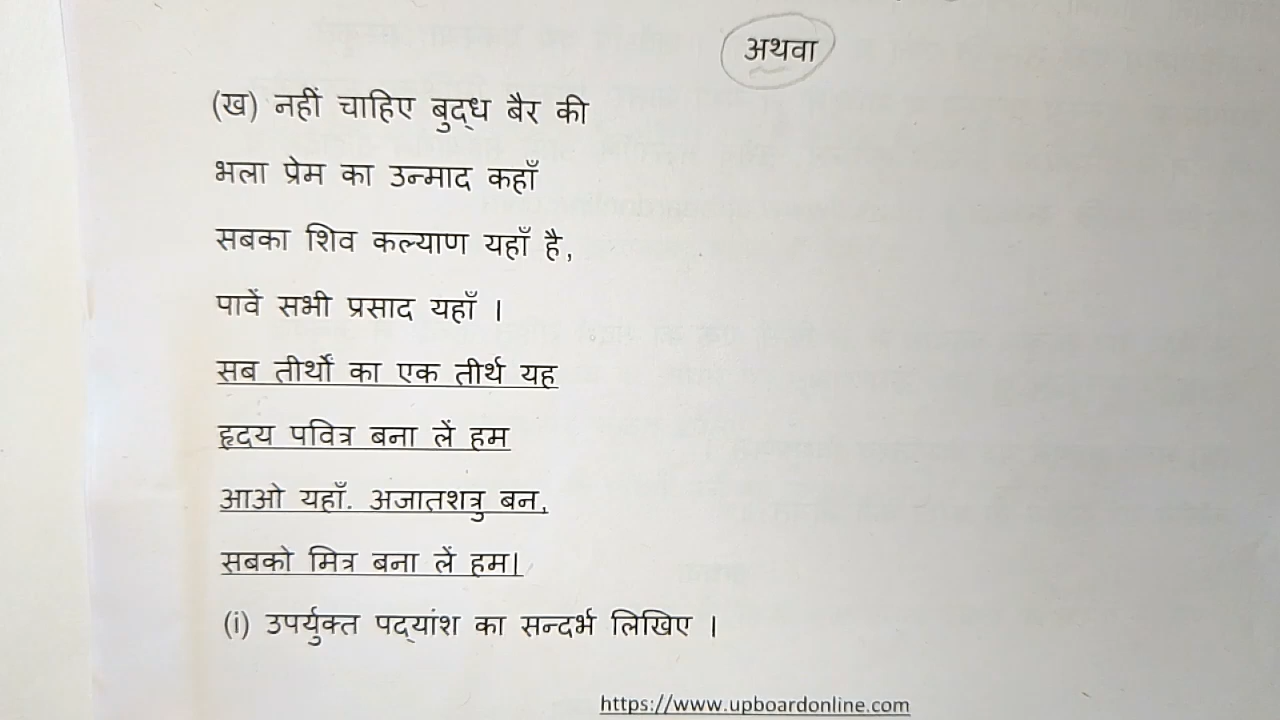 अथवा
(ख) नहीं चाहिए बुद्ध बैर की
भला प्रेम का उन्माद कहाँ
सबका शिव कल्याण यहाँ है,
पावें सभी प्रसाद यहाँ ।
सब तीर्थों का एक तीर्थ यह
हृदय पवित्र बना लें हम
आओ यहाँ. अजातशत्रु बन,
सबको मित्र बना लें हम।
(i) उपर्युक्त पद्यांश का सन्दर्भ लिखिए ।
https://www.upboardonline.com